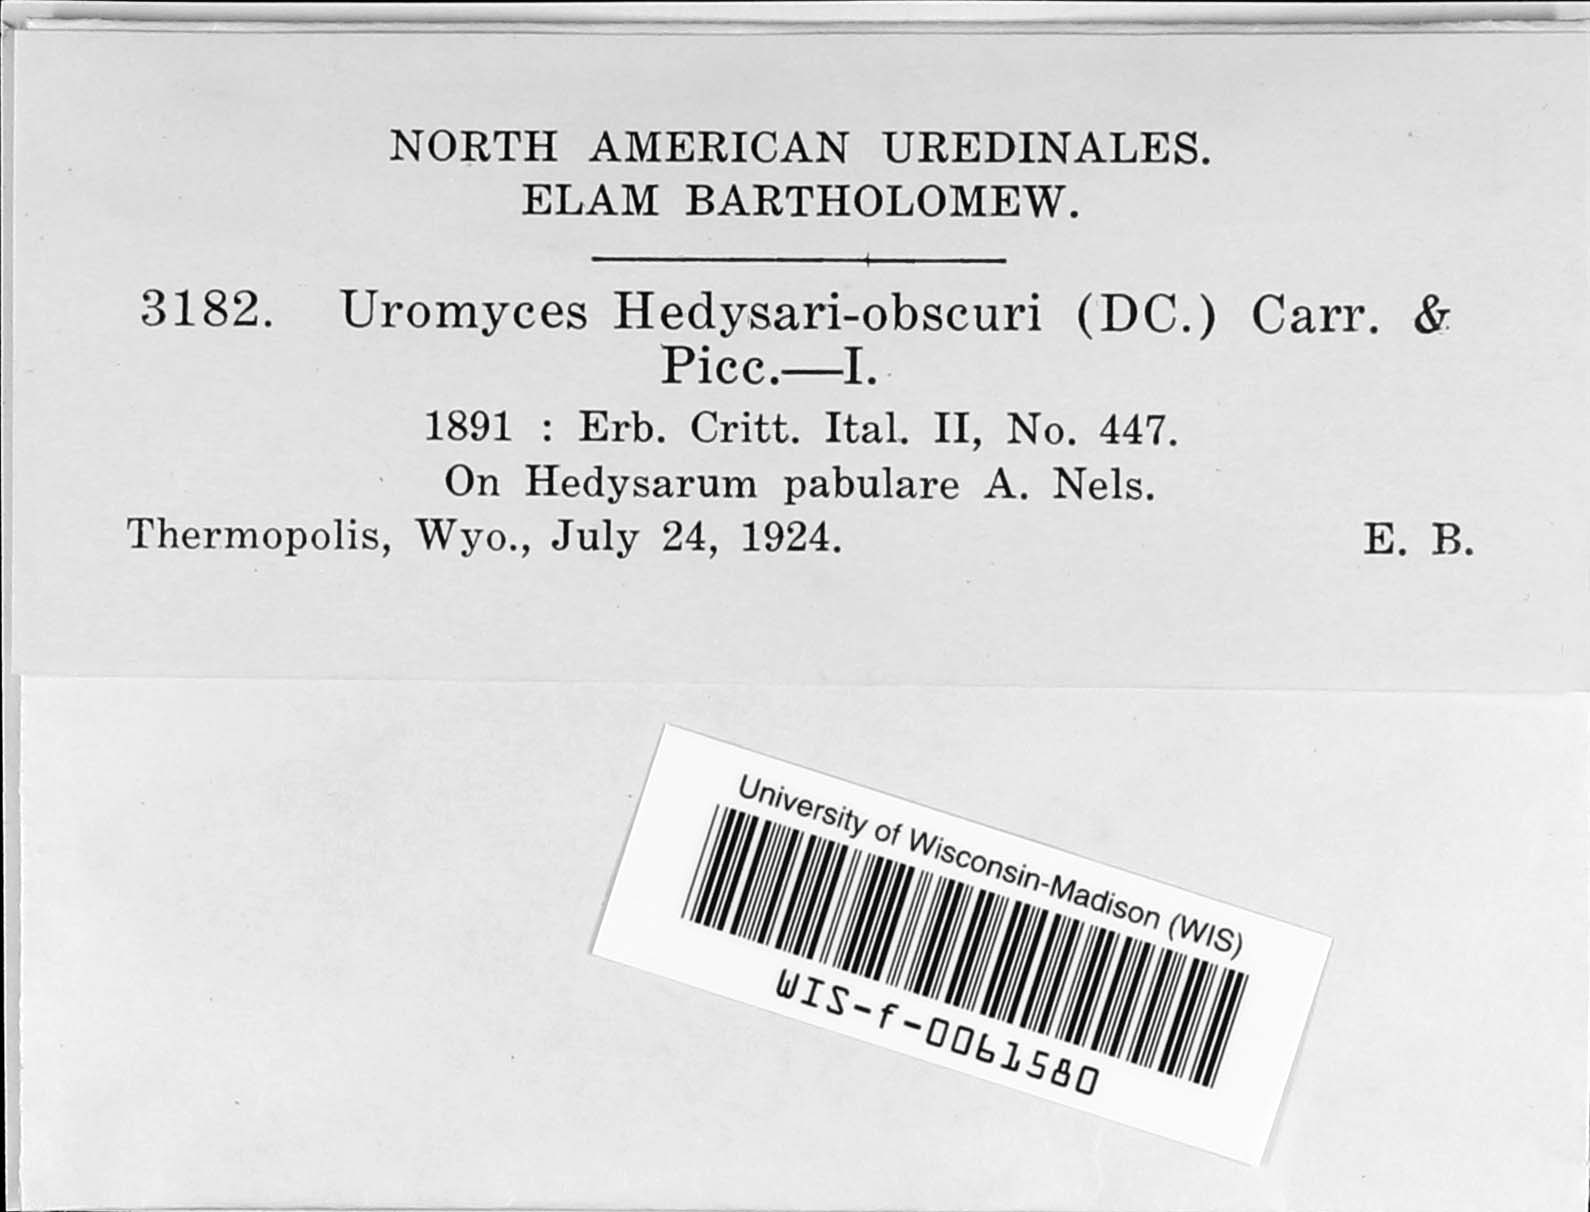 NORTH AMERICAN UREDINALES.
ELAM BARTHOLOMEW.
3182. Uromyces Hedysari-obscuri (DC.) Carr. &
Picc.—I.
1891 : Erb. Critt. Ital. II, No. 447.
On Hedysarum pabulare A. Nels.
Thermopolis, Wyo., July 24, 1924. E. B.
University of Wisconsin-Madison (WIS)
WIS-f-0061580